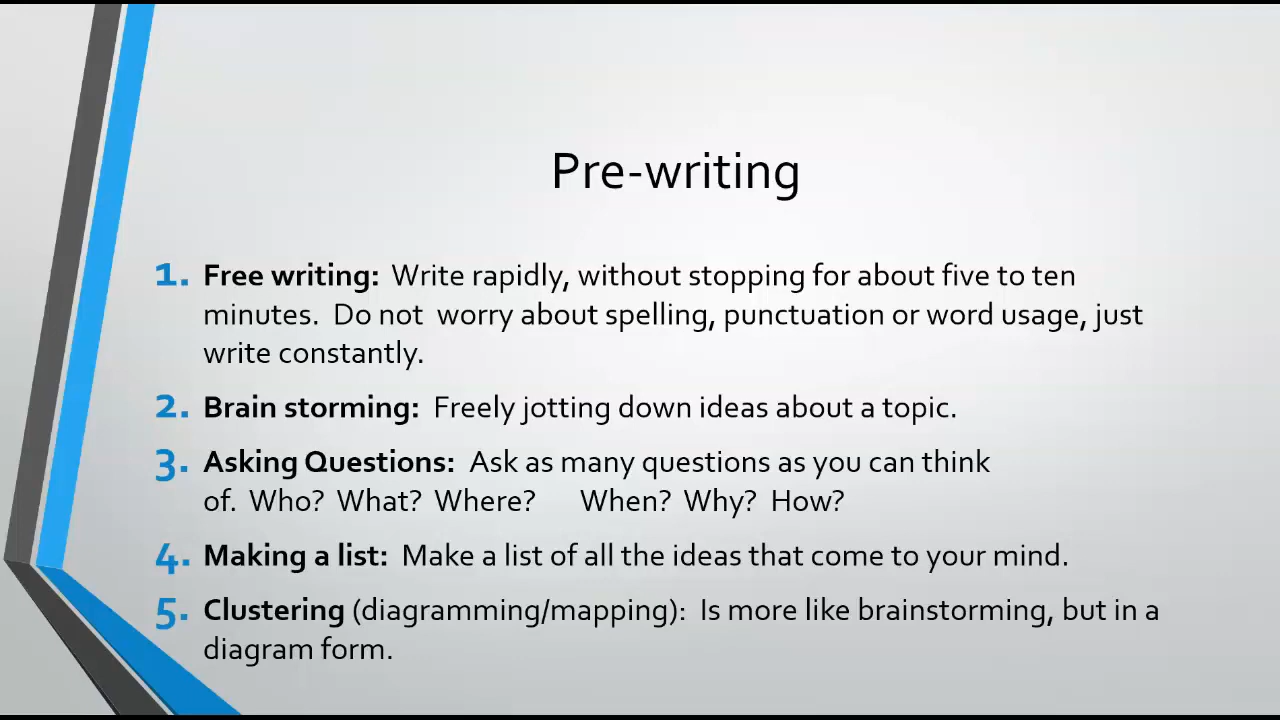 Pre-writing
1. Free writing: Write rapidly, without stopping for about five to ten
minutes. Do not worry about spelling, punctuation or word usage, just
write constantly.
2. Brain storming: Freely jotting down ideas about a topic.
3. Asking Questions: Ask as many questions as you can think
of. Who? What? Where? When? Why? How?
4. Making a list: Make a list of all the ideas that come to your mind.
5. Clustering (diagramming/mapping): Is more like brainstorming, but in a
diagram form.